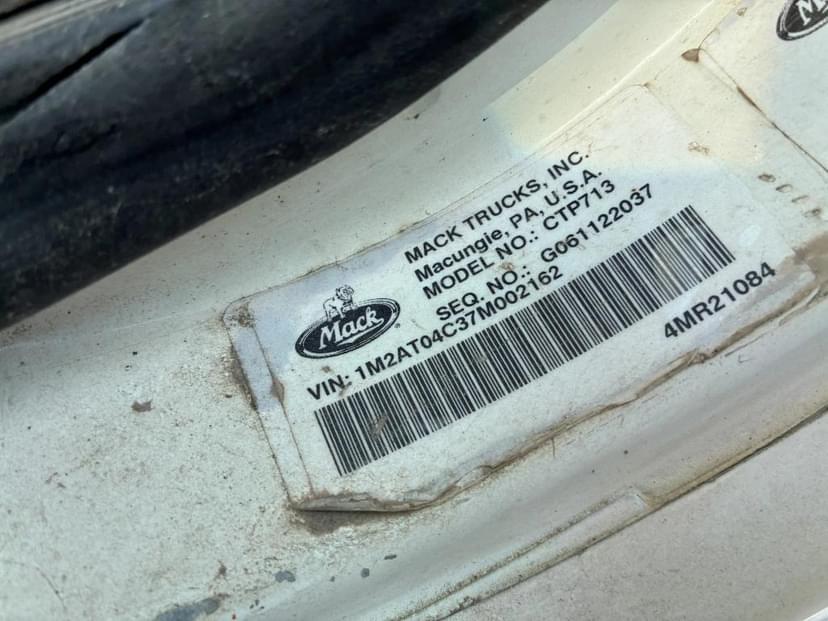 MACK TRUCKS, INC.
Macungie, PA, U.S.A.
MODEL NO.: CTP713
SEQ. NO.: G061122037
Mack
VIN: 1M2AT04C37M002162
4MR21084
M